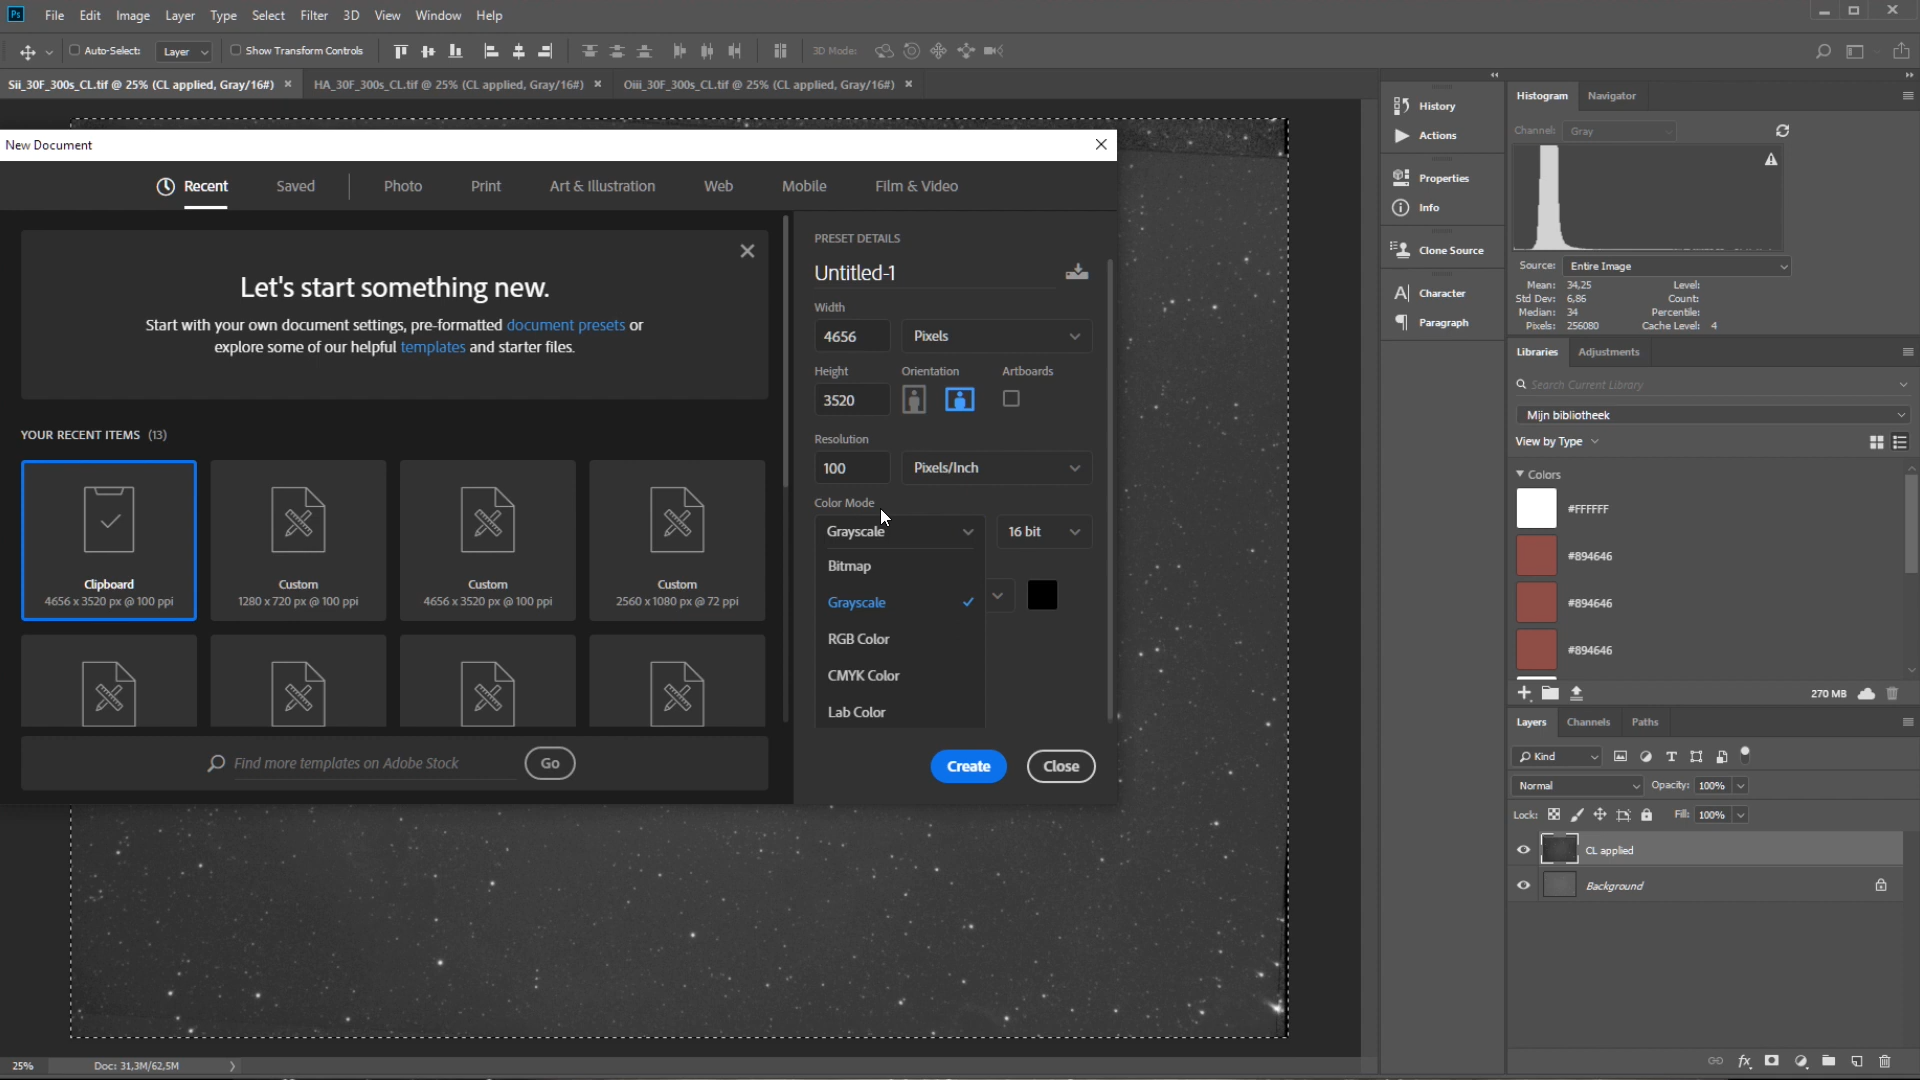 Ps File Edit Image Layer Type Select Filter 3D View Window Help
Auto-Select: Layer Show Transform Controls 3D Mode:
Sii_30F_300s_CL.tif @ 25% (CL applied, Gray/16#) HA_30F_300s_CL.tif @ 25% (CL applied, Gray/16#) Oiii_30F_300s_CL.tif @ 25% (CL applied, Gray/16#)
New Document
Recent Saved Photo Print Art & Illustration Web Mobile Film & Video
Let's start something new.
Start with your own document settings, pre-formatted document presets or
explore some of our helpful templates and starter files.
YOUR RECENT ITEMS (13)
Clipboard
4656 x 3520 px @ 100 ppi
Custom
1280 x 720 px @ 100 ppi
Custom
4656 x 3520 px @ 100 ppi
Custom
2560 x 1080 px @ 72 ppi
Find more templates on Adobe Stock Go
PRESET DETAILS
Untitled-1
Width
4656 Pixels
Height Orientation Artboards
3520
Resolution
100 Pixels/Inch
Color Mode
Grayscale 16 bit
Bitmap
Grayscale
RGB Color
CMYK Color
Lab Color
Create Close
History
Actions
Properties
Info
Clone Source
Character
Paragraph
Histogram Navigator
Channel: Gray
Source: Entire Image
Mean: 34,25 Level:
Std Dev: 6,86 Count:
Median: 34 Percentile:
Pixels: 256080 Cache Level: 4
Libraries Adjustments
Search Current Library
Mijn bibliotheek
View by Type
Colors
#FFFFFF
#894646
#894646
#894646
270 MB
Layers Channels Paths
Kind
Normal Opacity: 100%
Lock: Fill: 100%
CL applied
Background
fx
25% Doc: 31,3M/62,5M